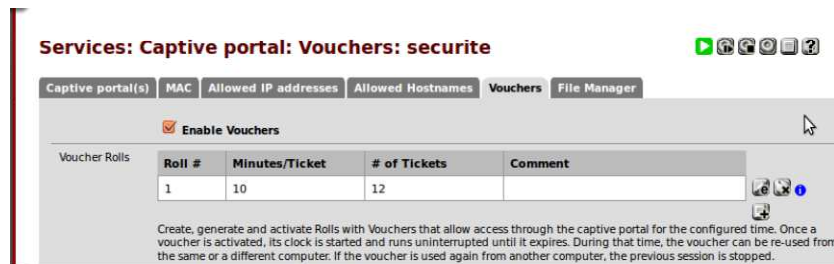 Services: Captive portal: Vouchers: securite
Captive portal(s) MAC Allowed IP addresses Allowed Hostnames Vouchers File Manager
Enable Vouchers
Voucher Rolls
Roll # Minutes/Ticket # of Tickets Comment
1 10 12
Create, generate and activate Rolls with Vouchers that allow access through the captive portal for the configured time. Once a
voucher is activated, its clock is started and runs uninterrupted until it expires. During that time, the voucher can be re-used from
the same or a different computer. If the voucher is used again from another computer, the previous session is stopped.